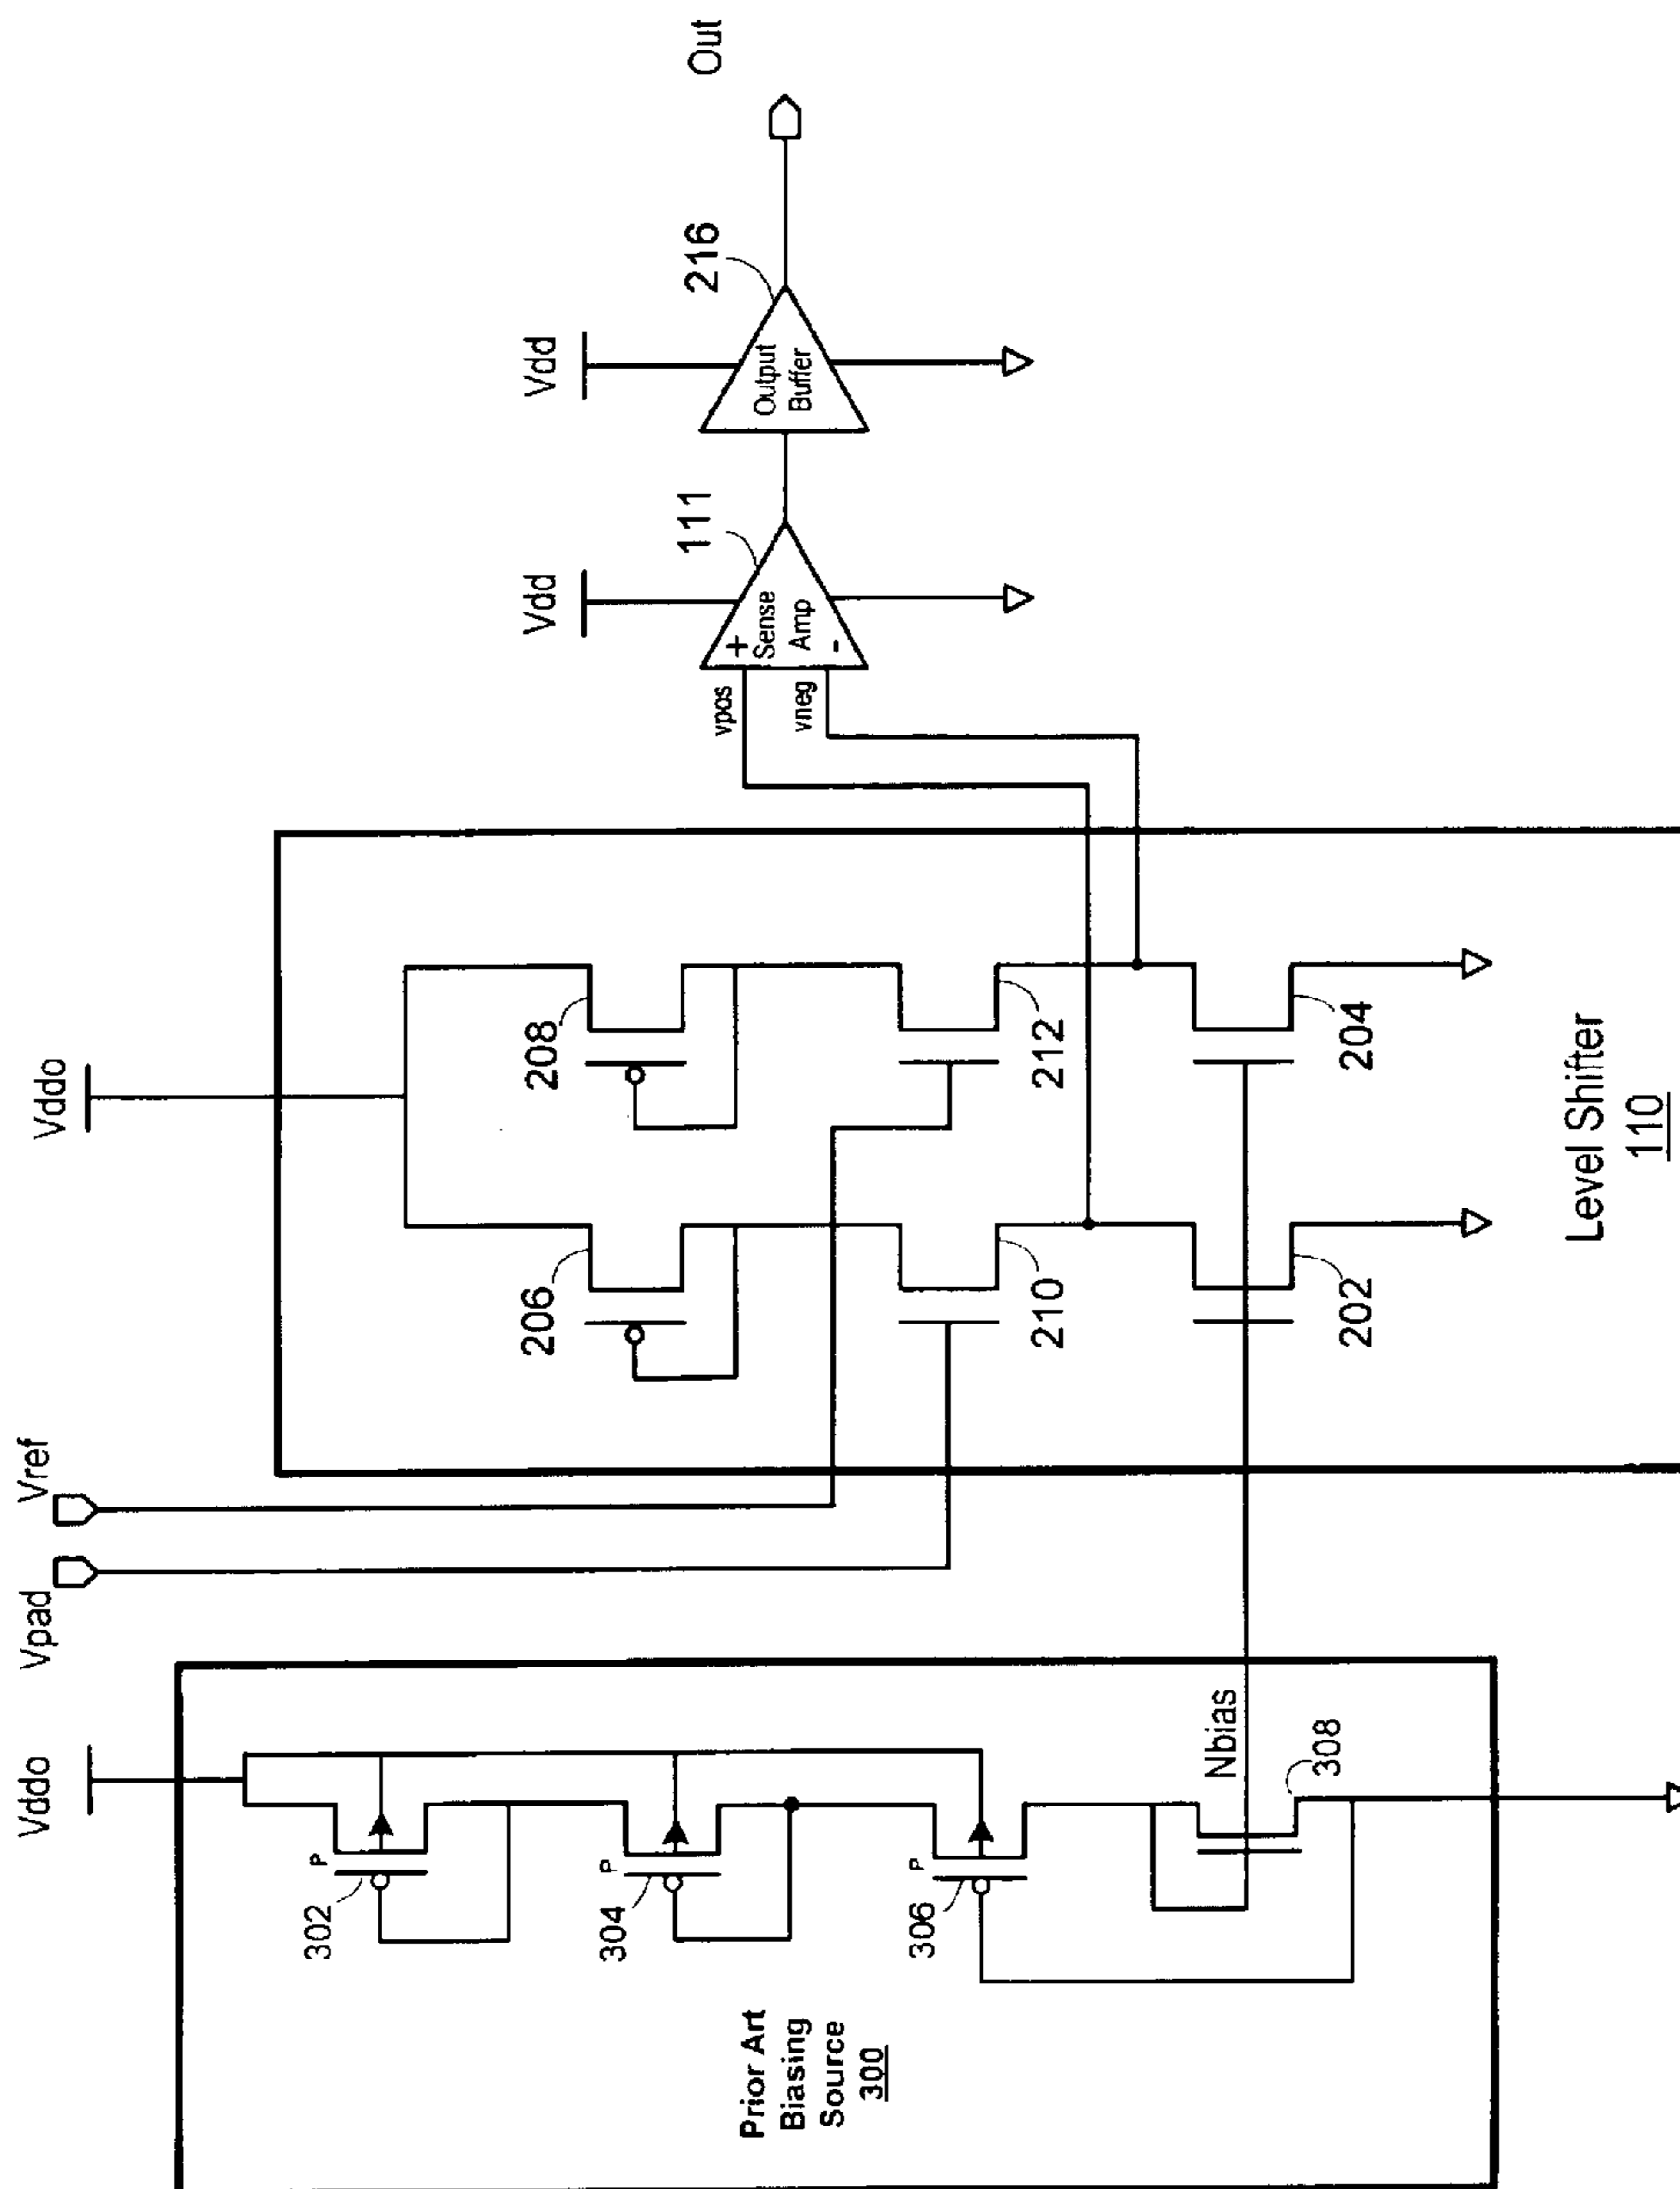 Vddo
Vpad
Vref
Vddo
P
302
P
304
P
306
Nbias
308
Prior Art
Biasing
Source
300
206
208
210
212
202
204
Level Shifter
110
vpos
vneg
Vdd
+
Sense
Amp
-
111
Vdd
Output
Buffer
216
Out